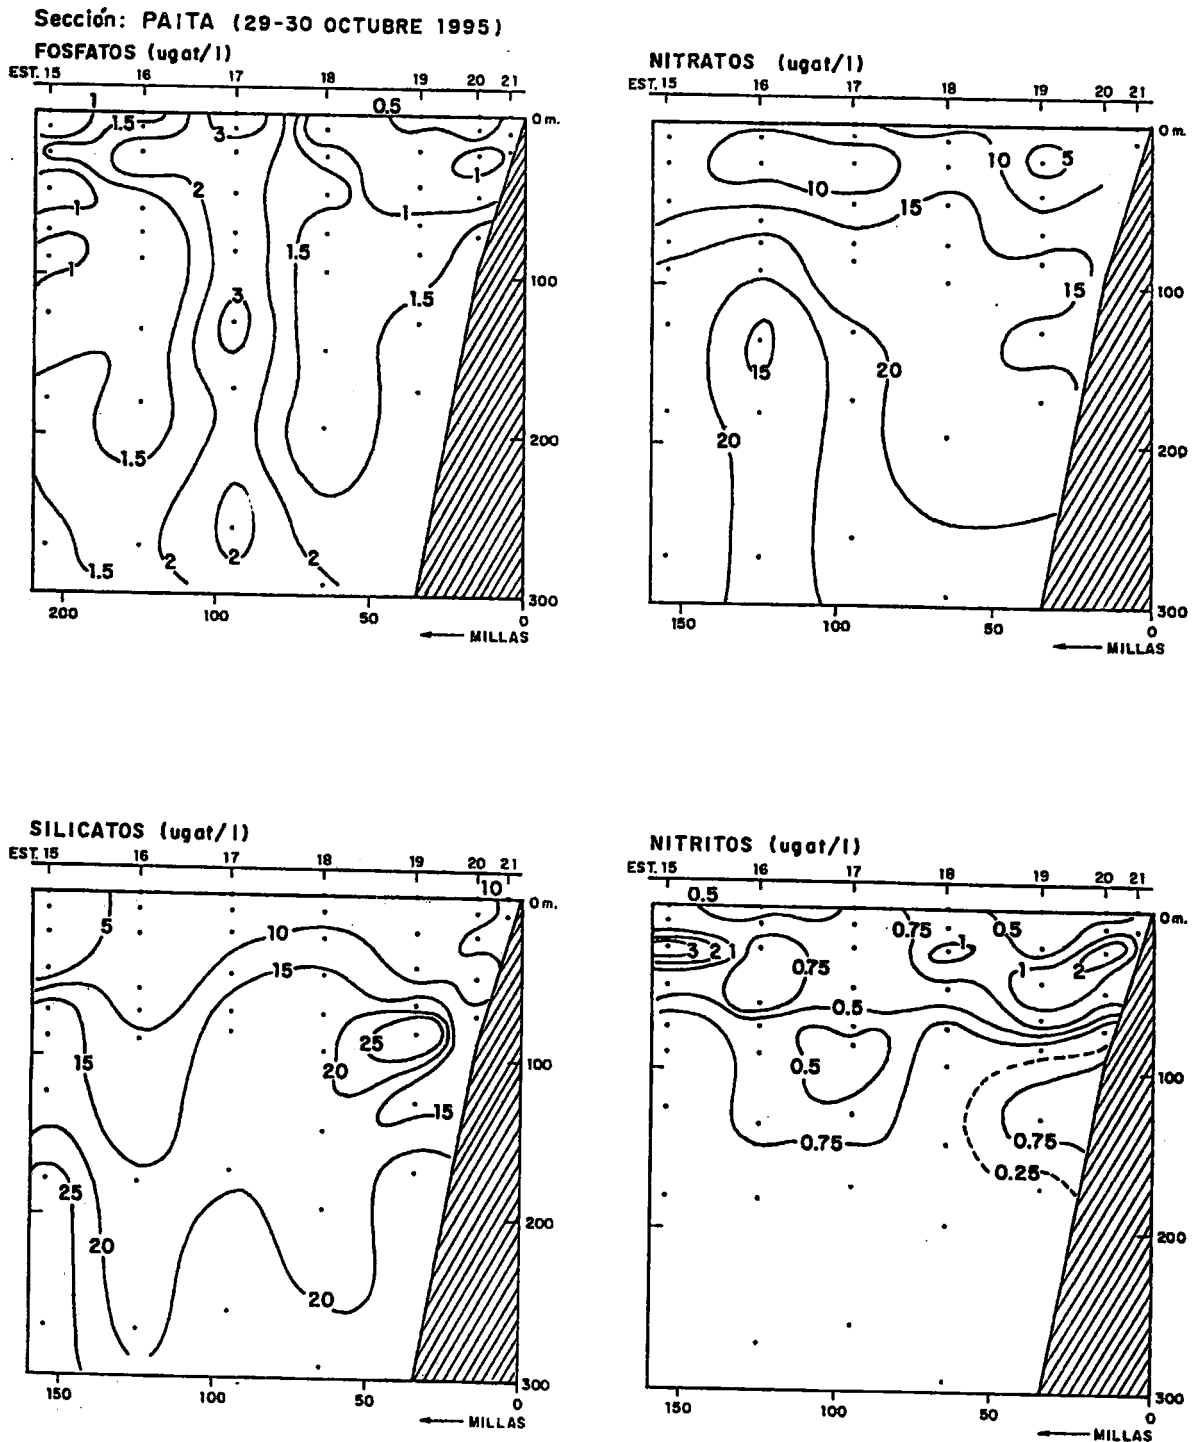 Sección: PAITA (29-30 OCTUBRE 1995)
FOSFATOS (ugat/l)
EST. 15 16 17 18 19 20 21
1 0.5
1.5 3 0 m.
1
2
1 1
1.5
1
3 1.5 100
1.5 200
1.5 2 2 2
300
200 100 50 0
← MILLAS
NITRATOS (ugat/l)
EST. 15 16 17 18 19 20 21
0 m.
10 5
10
15
15 100
15 20
20 200
300
150 100 50 0
← MILLAS
SILICATOS (ugat/l)
EST. 15 16 17 18 19 20 21
10
5 0 m.
10
15
25
15 20 100
15
25
20 200
20
300
150 100 50 0
← MILLAS
NITRITOS (ugat/l)
EST. 15 16 17 18 19 20 21
0.5 0 m.
0.75 0.5
3 2 1 1
0.75 1 2
0.5
0.5 100
0.75 0.75
0.25
200
300
150 100 50 0
← MILLAS